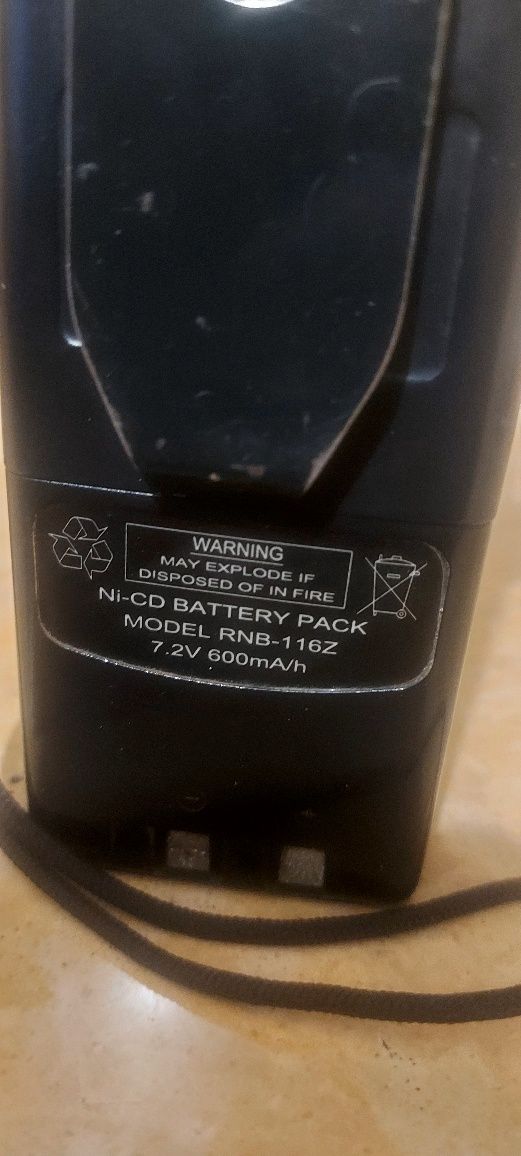 WARNING
MAY EXPLODE IF
DISPOSED OF IN FIRE
Ni-CD BATTERY PACK
MODEL RNB-116Z
7.2V 600mA/h